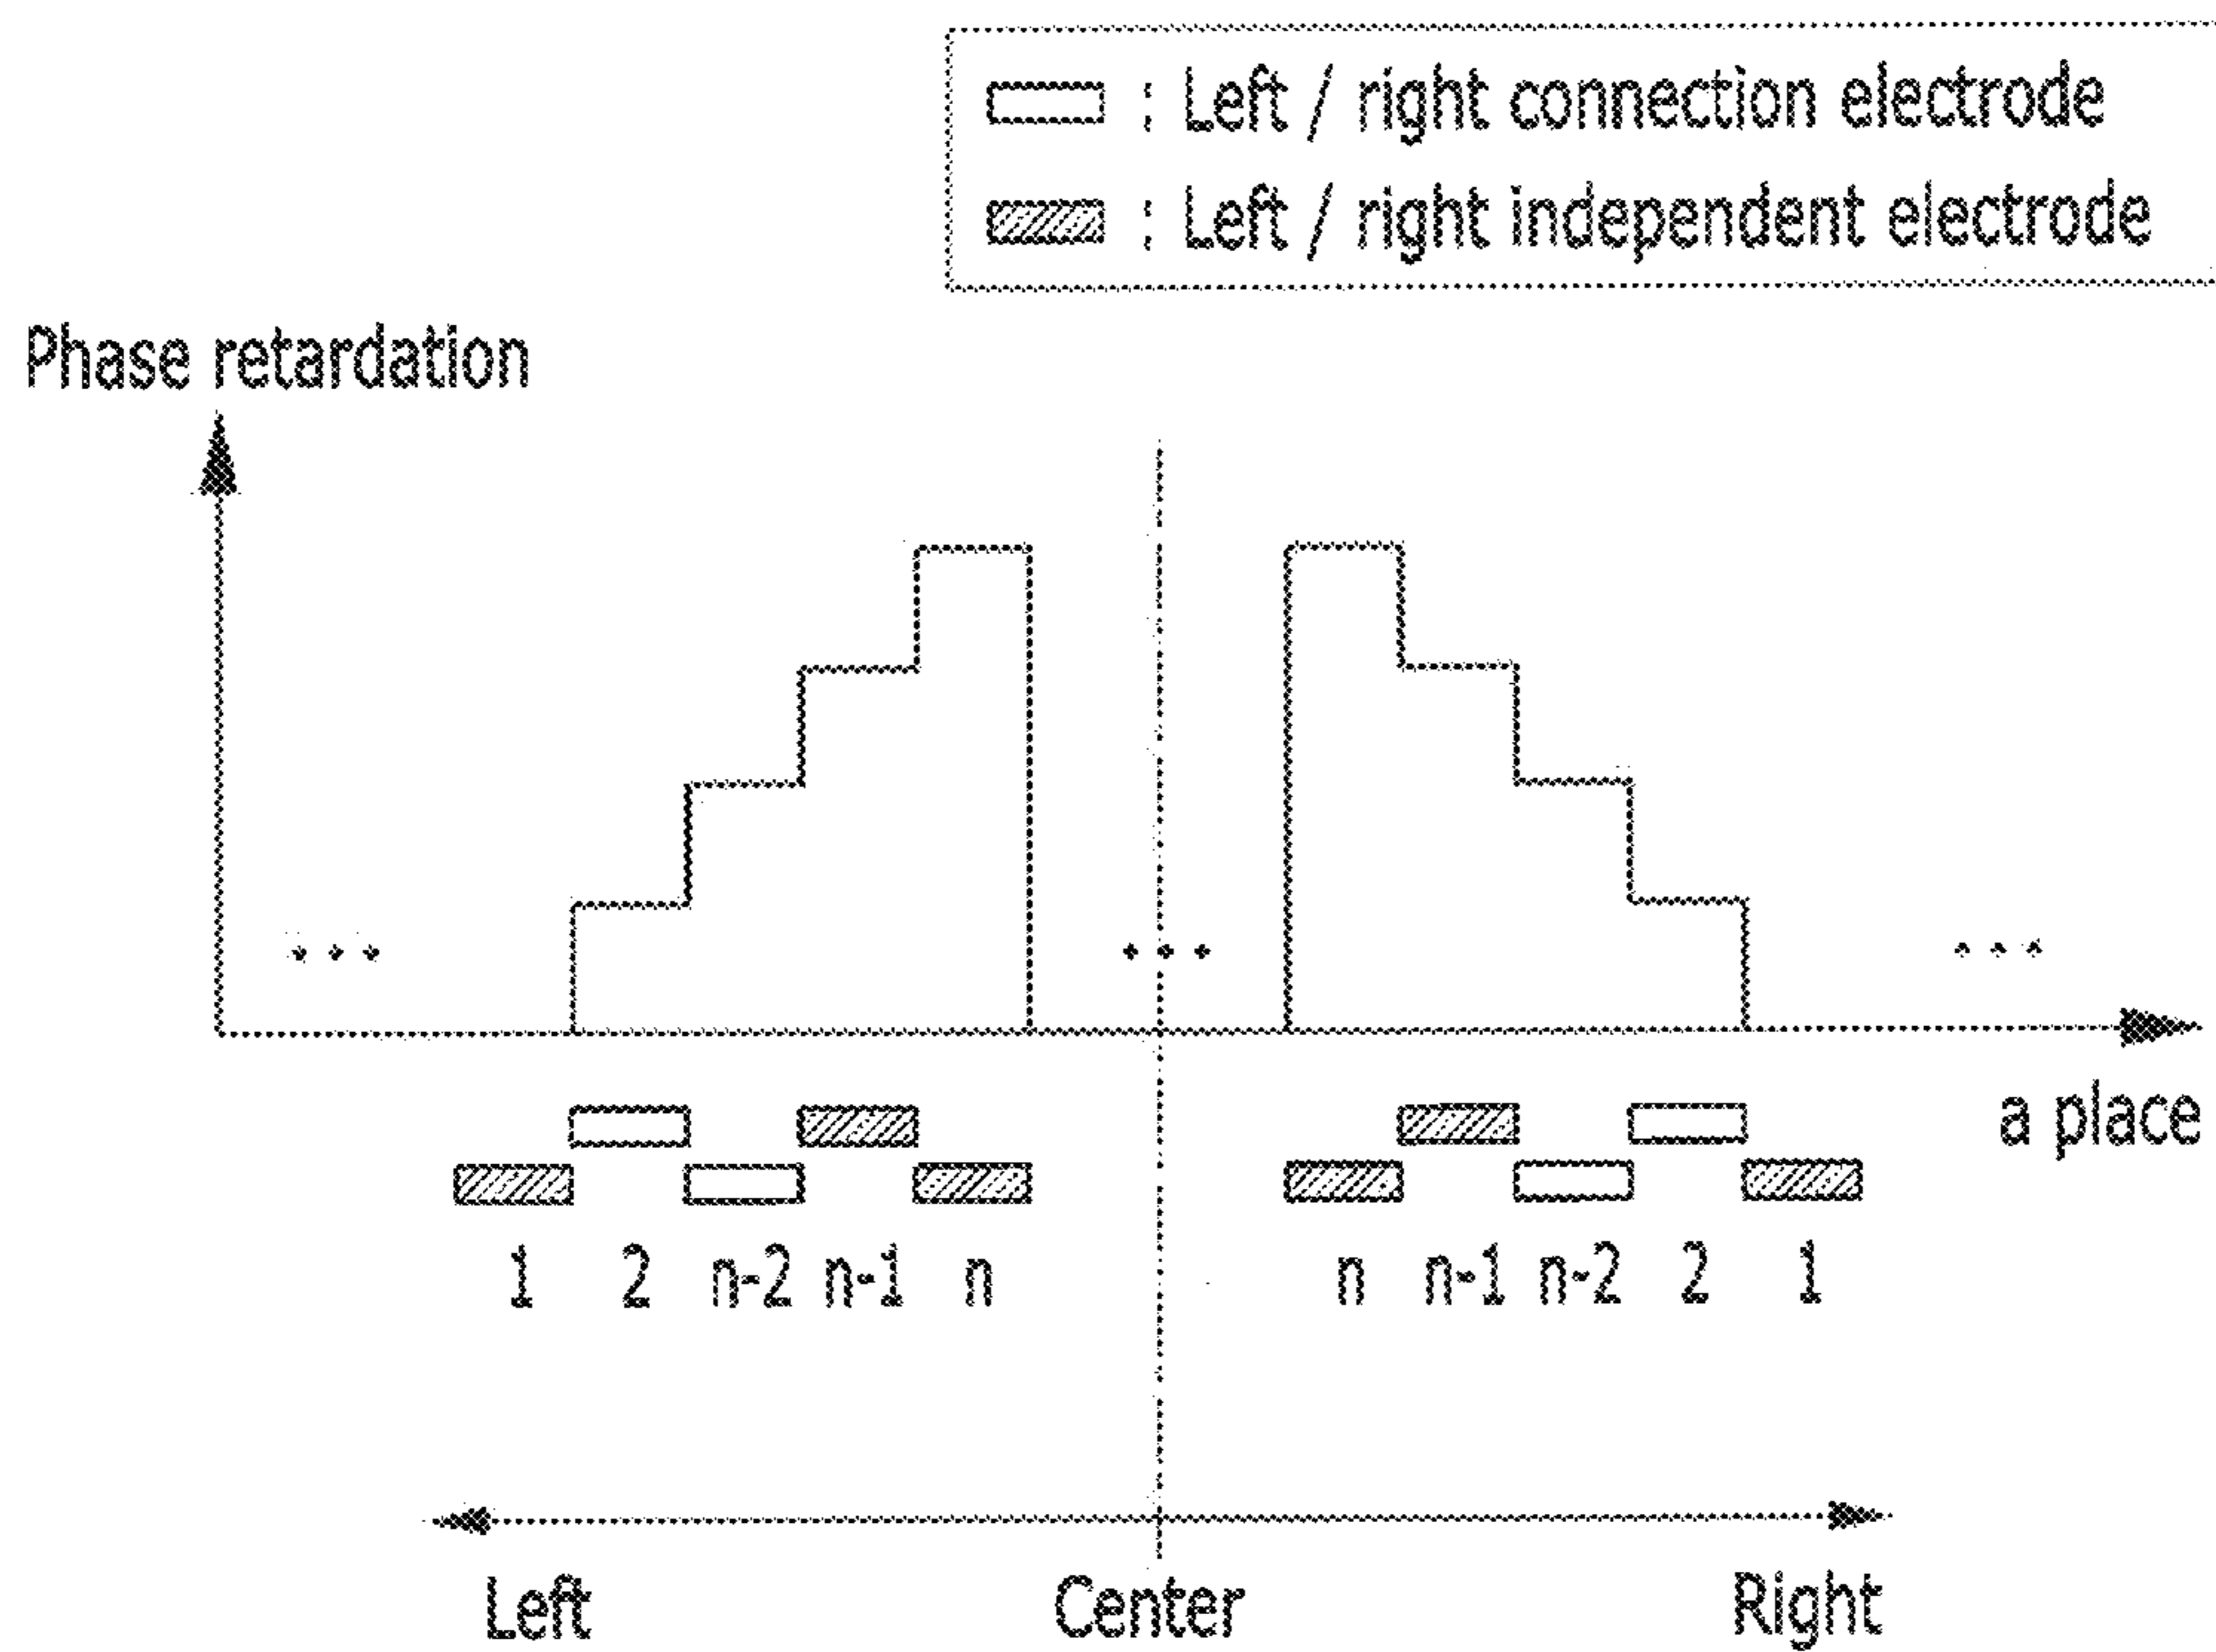 : Left / right connection electrode
: Left / right independent electrode
Phase retardation
a place
1 2 n-2 n-1 n
n n-1 n-2 2 1
Left Center Right